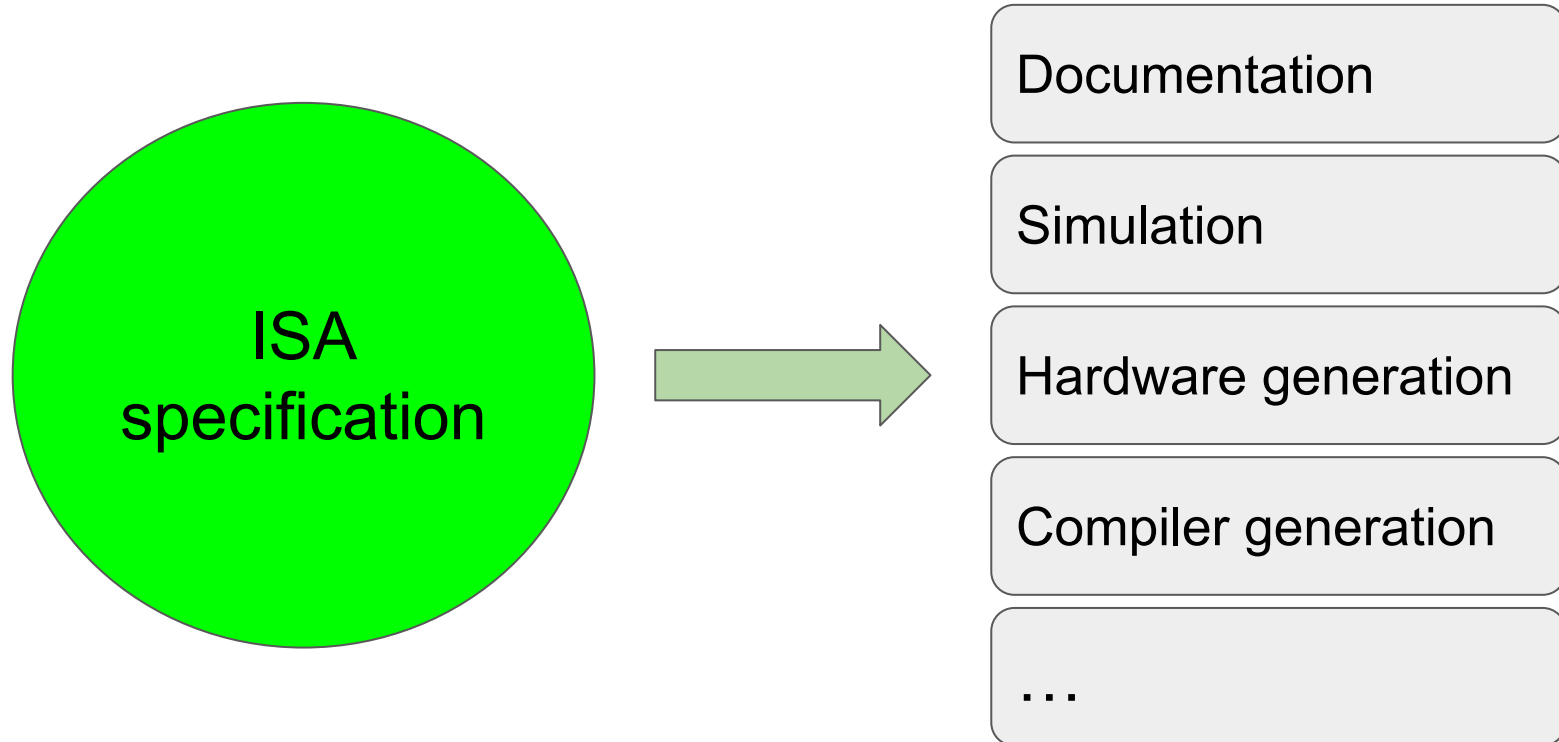 ISA
specification
Documentation
Simulation
Hardware generation
Compiler generation
…